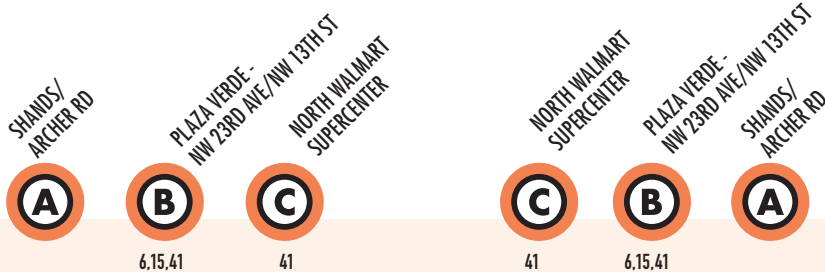 SHANDS/
ARCHER RD
PLAZA VERDE -
NW 23RD AVE/NW 13TH ST
NORTH WALMART
SUPERCENTER
NORTH WALMART
SUPERCENTER
PLAZA VERDE -
NW 23RD AVE/NW 13TH ST
SHANDS/
ARCHER RD
A
B
C
C
B
A
6,15,41
41
41
6,15,41